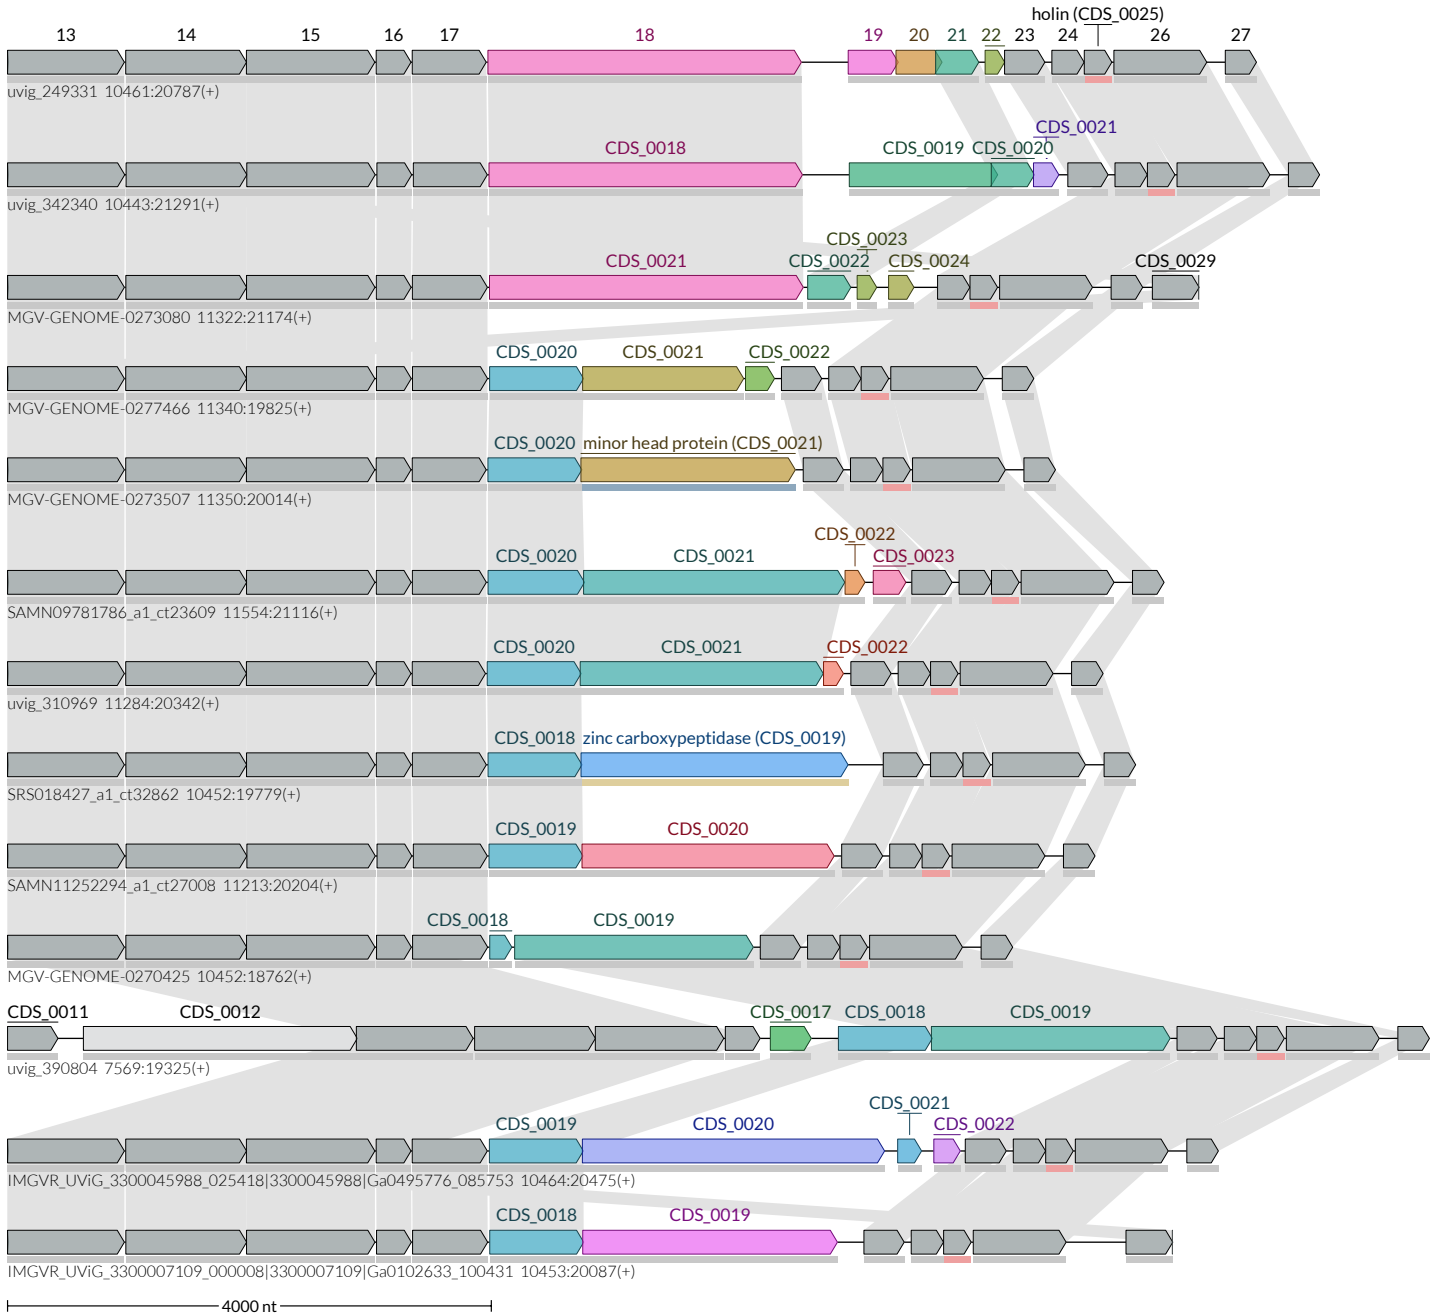 holin (CDS_0025)
13 14 15 16 17 18 19 20 21 22 23 24 26 27
uvig_249331 10461:20787(+)
CDS_0021
CDS_0018 CDS_0019 CDS_0020
uvig_342340 10443:21291(+)
CDS_0023
CDS_0021 CDS_0022 CDS_0024 CDS_0029
MGV-GENOME-0273080 11322:21174(+)
CDS_0020 CDS_0021 CDS_0022
MGV-GENOME-0277466 11340:19825(+)
CDS_0020 minor head protein (CDS_0021)
MGV-GENOME-0273507 11350:20014(+)
CDS_0022
CDS_0020 CDS_0021 CDS_0023
SAMN09781786_a1_ct23609 11554:21116(+)
CDS_0020 CDS_0021 CDS_0022
uvig_310969 11284:20342(+)
CDS_0018 zinc carboxypeptidase (CDS_0019)
SRS018427_a1_ct32862 10452:19779(+)
CDS_0019 CDS_0020
SAMN11252294_a1_ct27008 11213:20204(+)
CDS_0018 CDS_0019
MGV-GENOME-0270425 10452:18762(+)
CDS_0011 CDS_0012 CDS_0017 CDS_0018 CDS_0019
uvig_390804 7569:19325(+)
CDS_0021
CDS_0019 CDS_0020 CDS_0022
IMGVR_UViG_3300045988_025418|3300045988|Ga0495776_085753 10464:20475(+)
CDS_0018 CDS_0019
IMGVR_UViG_3300007109_000008|3300007109|Ga0102633_100431 10453:20087(+)
4000 nt